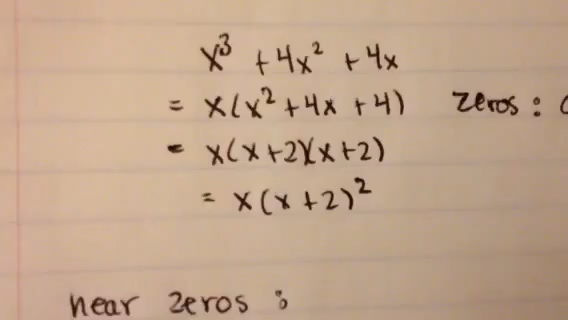 x³ + 4x² + 4x
= x(x² + 4x + 4) zeros:
= x(x+2)(x+2)
= x(x+2)²
near zeros: